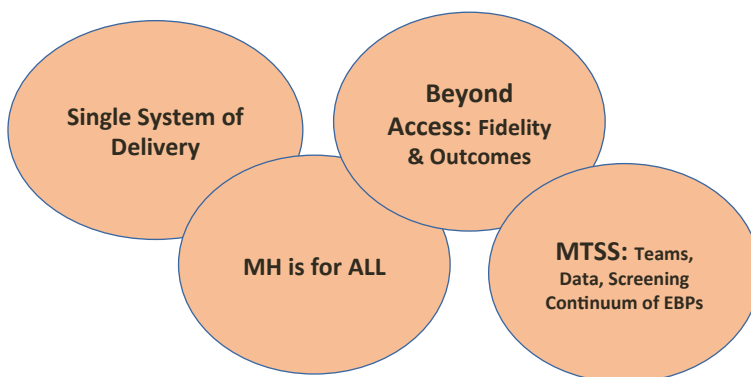 Single System of
Delivery
Beyond
Access: Fidelity
& Outcomes
MH is for ALL
MTSS: Teams,
Data, Screening
Continuum of EBPs